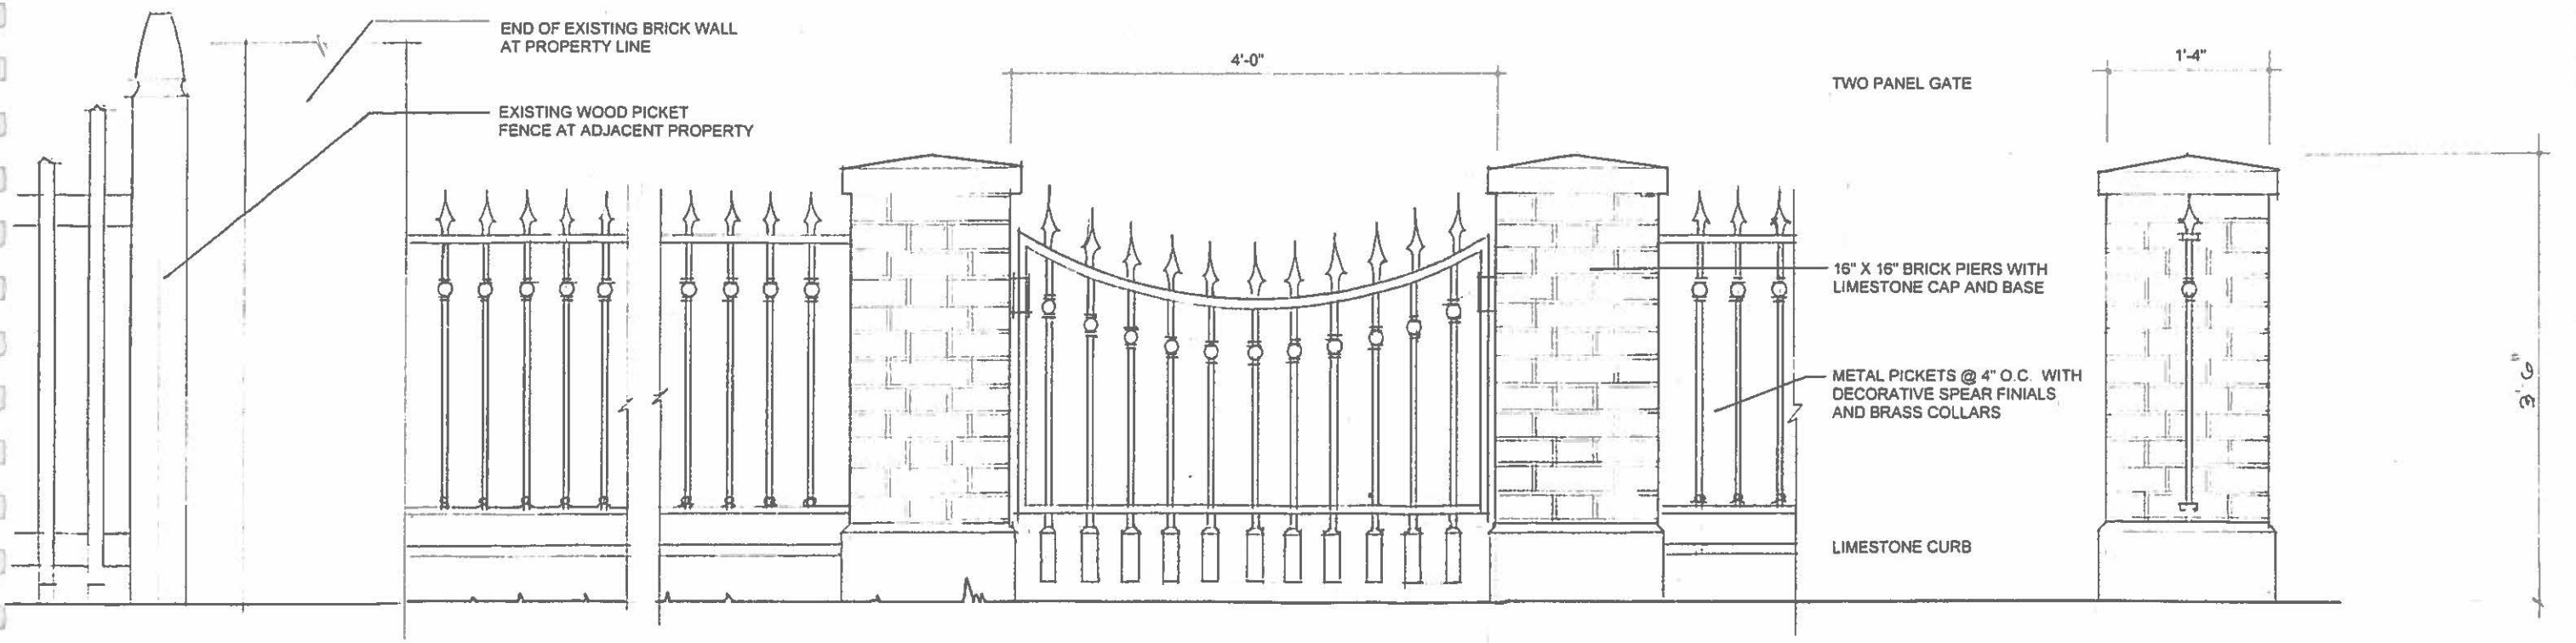 END OF EXISTING BRICK WALL
AT PROPERTY LINE
EXISTING WOOD PICKET
FENCE AT ADJACENT PROPERTY
4'-0"
TWO PANEL GATE
1'-4"
16" X 16" BRICK PIERS WITH
LIMESTONE CAP AND BASE
METAL PICKETS @ 4" O.C. WITH
DECORATIVE SPEAR FINIALS
AND BRASS COLLARS
LIMESTONE CURB
3'6"